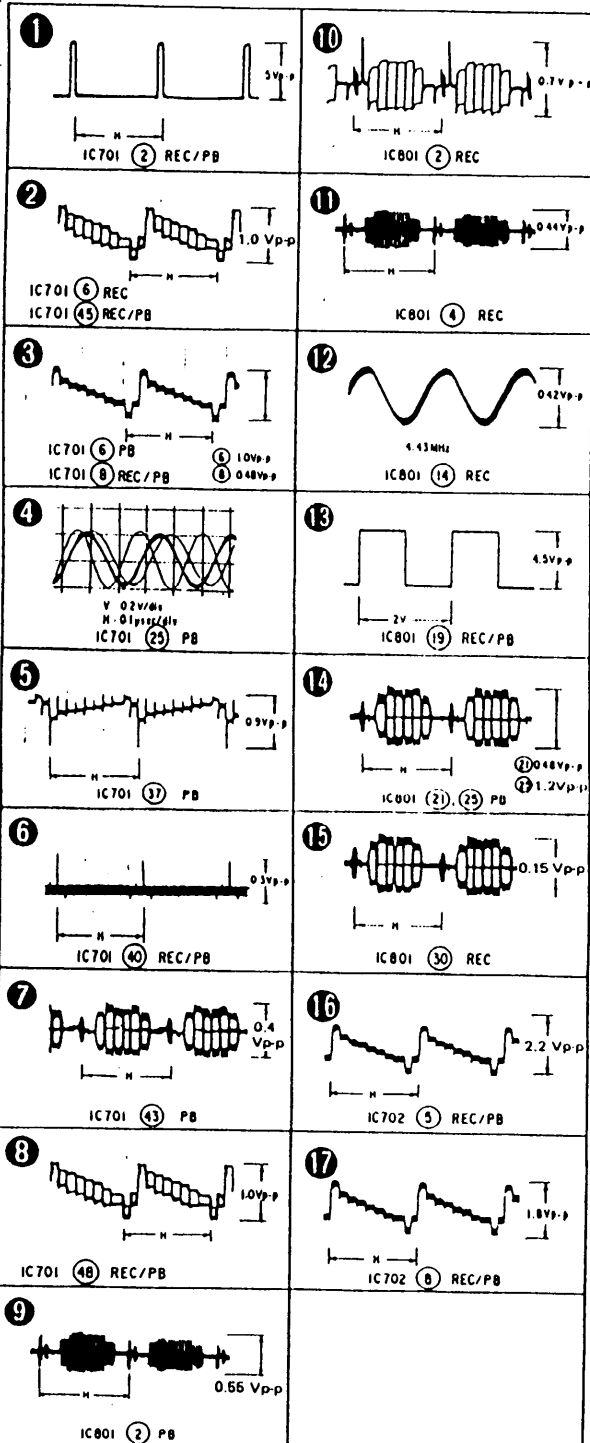 1
5Vp-p
H
IC701 2 REC/PB
2
1.0 Vp-p
H
IC701 6 REC
IC701 45 REC/PB
3
H
IC701 6 PB
6 1.0Vp-p
IC701 8 REC/PB
8 0.48Vp-p
4
V 0.2V/div
H 0.1µsec/div
IC701 25 PB
5
0.9Vp-p
H
IC701 37 PB
6
H
IC701 40 REC/PB
7
0.4
Vp-p
H
IC701 43 PB
8
1.0Vp-p
H
IC701 48 REC/PB
9
H
0.55 Vp-p
IC801 2 PB
10
0.7Vp-p
H
IC801 2 REC
11
0.44Vp-p
H
IC801 4 REC
12
0.42Vp-p
4.43MHz
IC801 14 REC
13
4.5Vp-p
2V
IC801 19 REC/PB
14
H
21 0.48Vp-p
25 1.2Vp-p
IC801 21, 25 PB
15
0.15 Vp-p
H
IC801 30 REC
16
2.2 Vp-p
H
IC702 5 REC/PB
17
1.8Vp-p
H
IC702 8 REC/PB